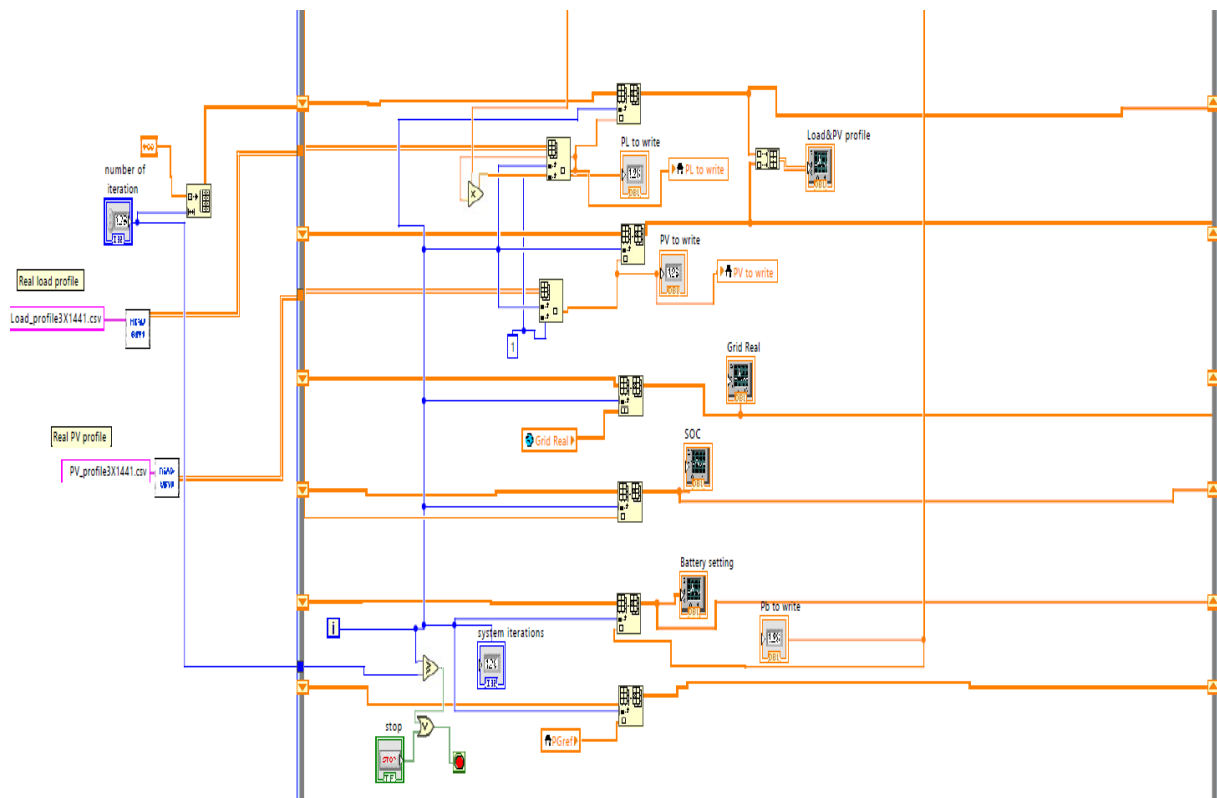 Load&PV profile
PL to write
PL to write
number of
iteration
PV to write
PV to write
Real load profile
Load_profile3X1441.csv
1
Grid Real
Grid Real
SOC
Real PV profile
PV_profile3X1441.csv
Battery setting
Pb to write
i
system iterations
stop
STOP
TF
PGref